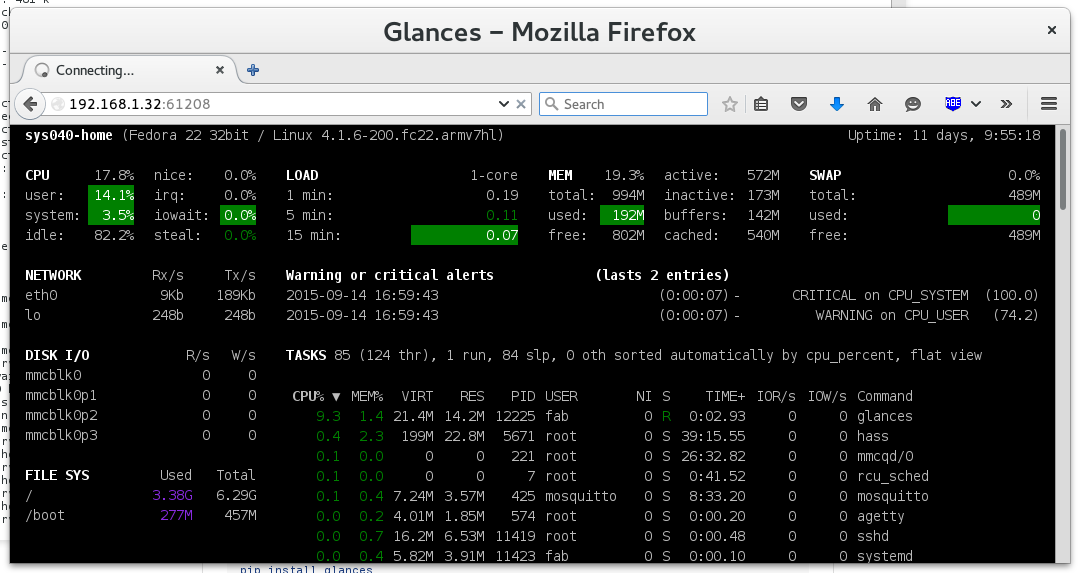 Glances - Mozilla Firefox
Connecting...
192.168.1.32:61208 Search ABE
sys040-home (Fedora 22 32bit / Linux 4.1.6-200.fc22.armv7hl) Uptime: 11 days, 9:55:18
CPU 17.8% nice: 0.0% LOAD 1-core MEM 19.3% active: 572M SWAP 0.0%
user: 14.1% irq: 0.0% 1 min: 0.19 total: 994M inactive: 173M total: 489M
system: 3.5% iowait: 0.0% 5 min: 0.11 used: 192M buffers: 142M used: 0
idle: 82.2% steal: 0.0% 15 min: 0.07 free: 802M cached: 540M free: 489M
NETWORK Rx/s Tx/s Warning or critical alerts (lasts 2 entries)
eth0 9Kb 189Kb 2015-09-14 16:59:43 (0:00:07) - CRITICAL on CPU_SYSTEM (100.0)
lo 248b 248b 2015-09-14 16:59:43 (0:00:07) - WARNING on CPU_USER (74.2)
DISK I/O R/s W/s TASKS 85 (124 thr), 1 run, 84 slp, 0 oth sorted automatically by cpu_percent, flat view
mmcblk0 0 0
mmcblk0p1 0 0 CPU% ▼ MEM% VIRT RES PID USER NI S TIME+ IOR/s IOW/s Command
mmcblk0p2 0 0 9.3 1.4 21.4M 14.2M 12225 fab 0 R 0:02.93 0 0 glances
mmcblk0p3 0 0 0.4 2.3 199M 22.8M 5671 root 0 S 39:15.55 0 0 hass
0.1 0.0 0 0 221 root 0 S 26:32.82 0 0 mmcqd/0
FILE SYS Used Total 0.1 0.0 0 0 7 root 0 S 0:41.52 0 0 rcu_sched
/ 3.38G 6.29G 0.1 0.4 7.24M 3.57M 425 mosquitto 0 S 8:33.20 0 0 mosquitto
/boot 277M 457M 0.0 0.2 4.01M 1.85M 574 root 0 S 0:00.20 0 0 agetty
0.0 0.7 16.2M 6.53M 11419 root 0 S 0:00.48 0 0 sshd
0.0 0.4 5.82M 3.91M 11423 fab 0 S 0:00.10 0 0 systemd
pip install glances